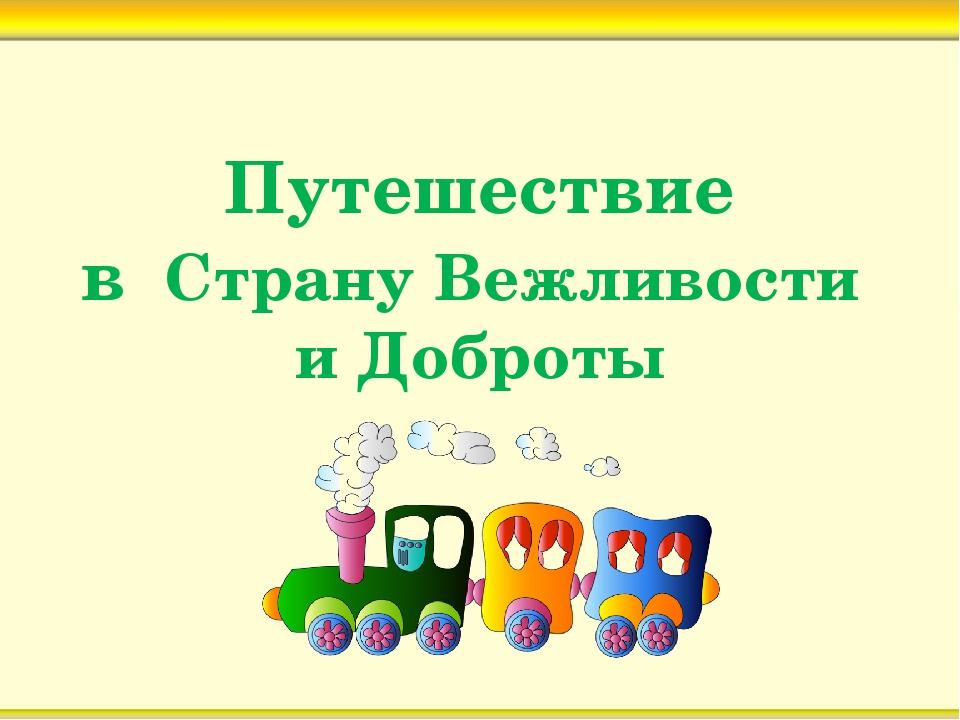 Путешествие
в Страну Вежливости
и Доброты